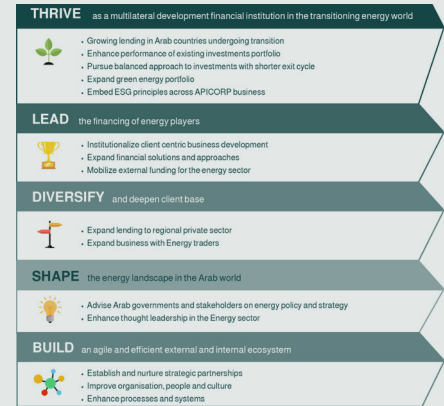 THRIVE as a multilateral development financial institution in the transitioning energy world
• Growing lending in Arab countries undergoing transition
• Enhance performance of existing investments portfolio
• Pursue balanced approach to investments with shorter exit cycle
• Expand green energy portfolio
• Embed ESG principles across APICORP business
LEAD the financing of energy players
• Institutionalize client centric business development
• Expand financial solutions and approaches
• Mobilize external funding for the energy sector
DIVERSIFY and deepen client base
• Expand lending to regional private sector
• Expand business with Energy traders
SHAPE the energy landscape in the Arab world
• Advise Arab governments and stakeholders on energy policy and strategy
• Enhance thought leadership in the Energy sector
BUILD an agile and efficient external and internal ecosystem
• Establish and nurture strategic partnerships
• Improve organisation, people and culture
• Enhance processes and systems